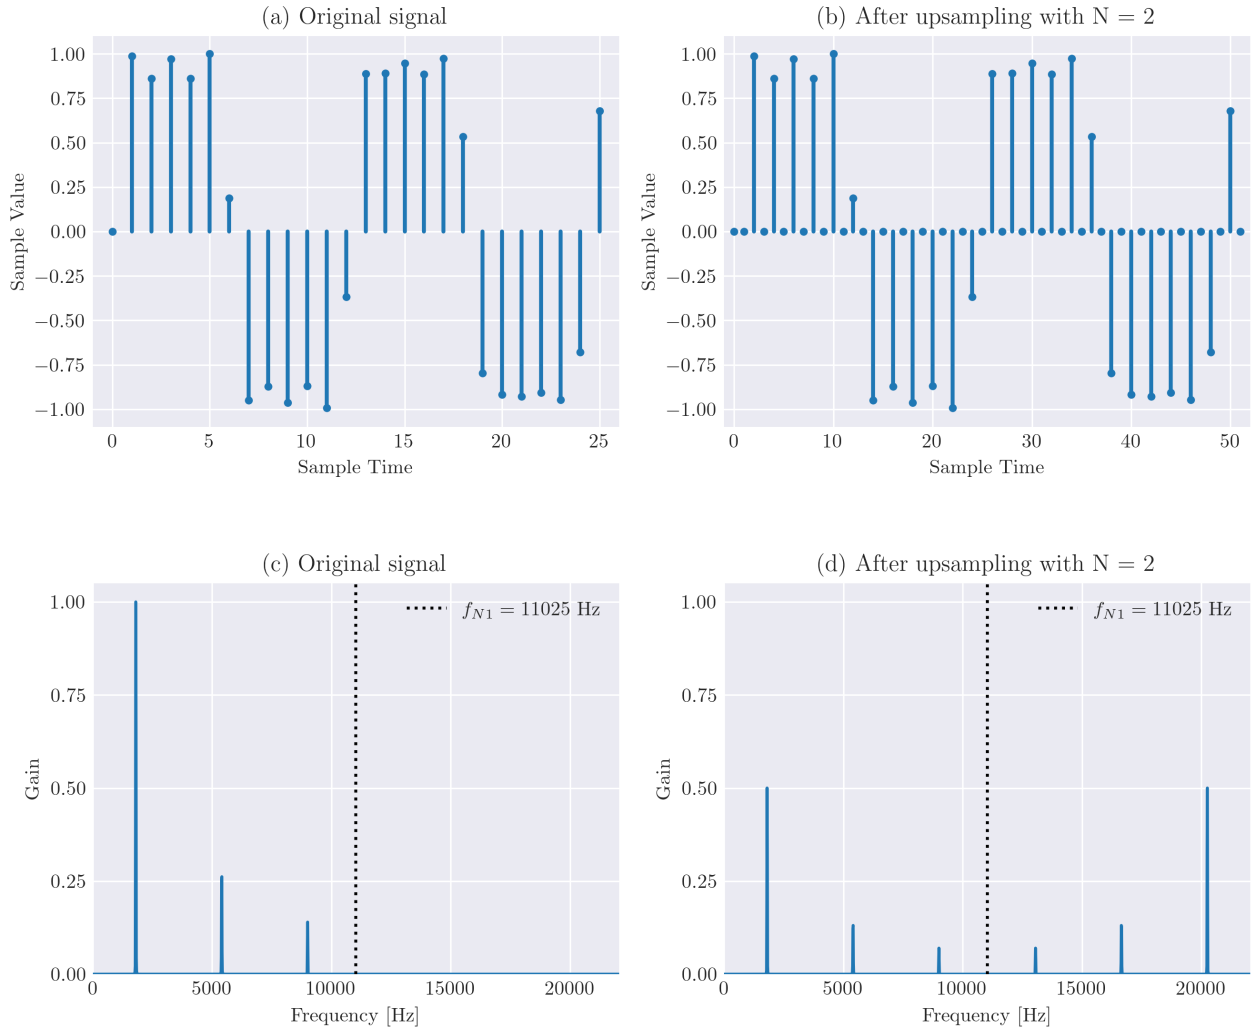 (a) Original signal
1.00
0.75
0.50
0.25
0.00
−0.25
−0.50
−0.75
−1.00
Sample Value
0 5 10 15 20 25
Sample Time
(b) After upsampling with N = 2
1.00
0.75
0.50
0.25
0.00
−0.25
−0.50
−0.75
−1.00
Sample Value
0 10 20 30 40 50
Sample Time
(c) Original signal
f_{N1} = 11025 Hz
1.00
0.75
0.50
0.25
0.00
Gain
0 5000 10000 15000 20000
Frequency [Hz]
(d) After upsampling with N = 2
f_{N1} = 11025 Hz
1.00
0.75
0.50
0.25
0.00
Gain
0 5000 10000 15000 20000
Frequency [Hz]